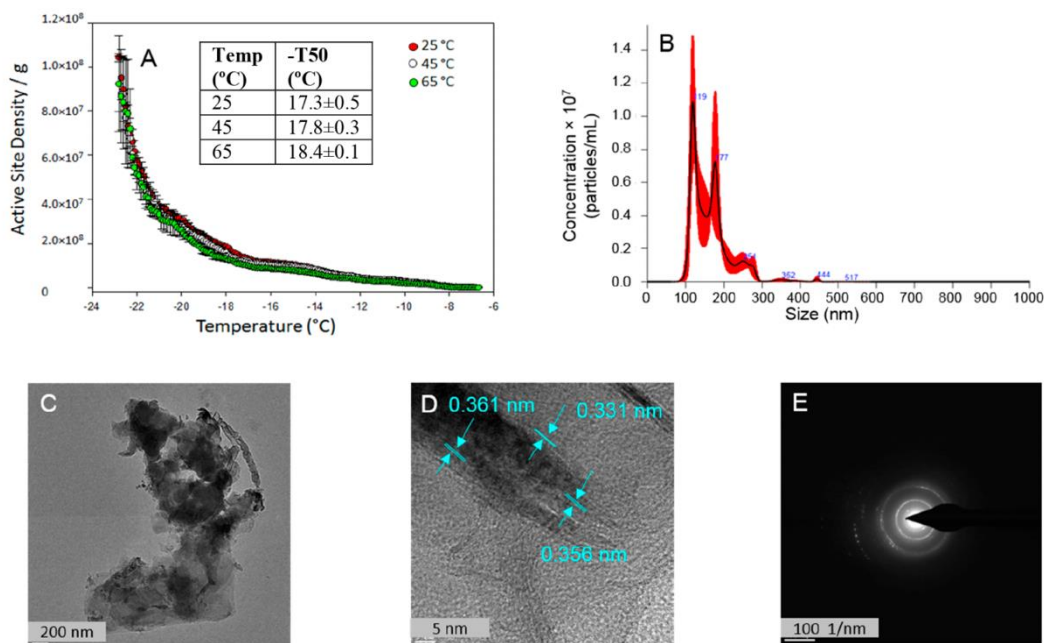 A
Active Site Density / g
1.2×10⁸
1.0×10⁸
8.0×10⁷
6.0×10⁷
4.0×10⁷
2.0×10⁸
0
-24 -22 -20 -18 -16 -14 -12 -10 -8 -6
Temperature (°C)
Temp (ºC) -T50 (ºC)
25 17.3±0.5
45 17.8±0.3
65 18.4±0.1
25 °C
45 °C
65 °C
B
Concentration × 10⁷
(particles/mL)
1.4
1.2
1.0
0.8
0.6
0.4
0.2
0.0
19
77
444
517
0 100 200 300 400 500 600 700 800 900 1000
Size (nm)
C
200 nm
D
0.361 nm
0.331 nm
0.356 nm
5 nm
E
100 1/nm